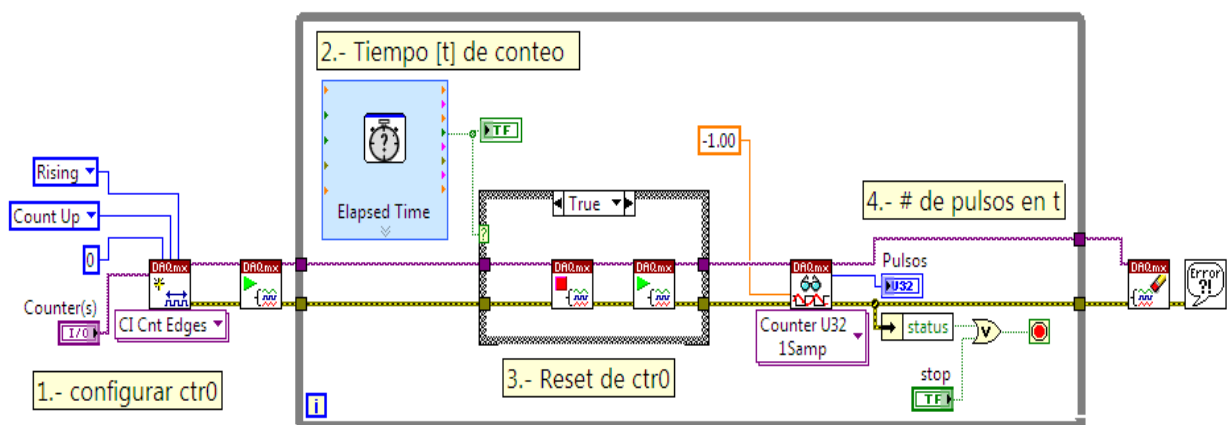 2.- Tiempo [t] de conteo
TF
Elapsed Time
Rising
Count Up
0
Counter(s)
I/O
DAQmx
CI Cnt Edges
DAQmx
1.- configurar ctr0
True
?
DAQmx
DAQmx
3.- Reset de ctr0
-1.00
DAQmx
Counter U32
1Samp
4.- # de pulsos en t
Pulsos
U32
status
V
stop
TF
i
DAQmx
Error
?!